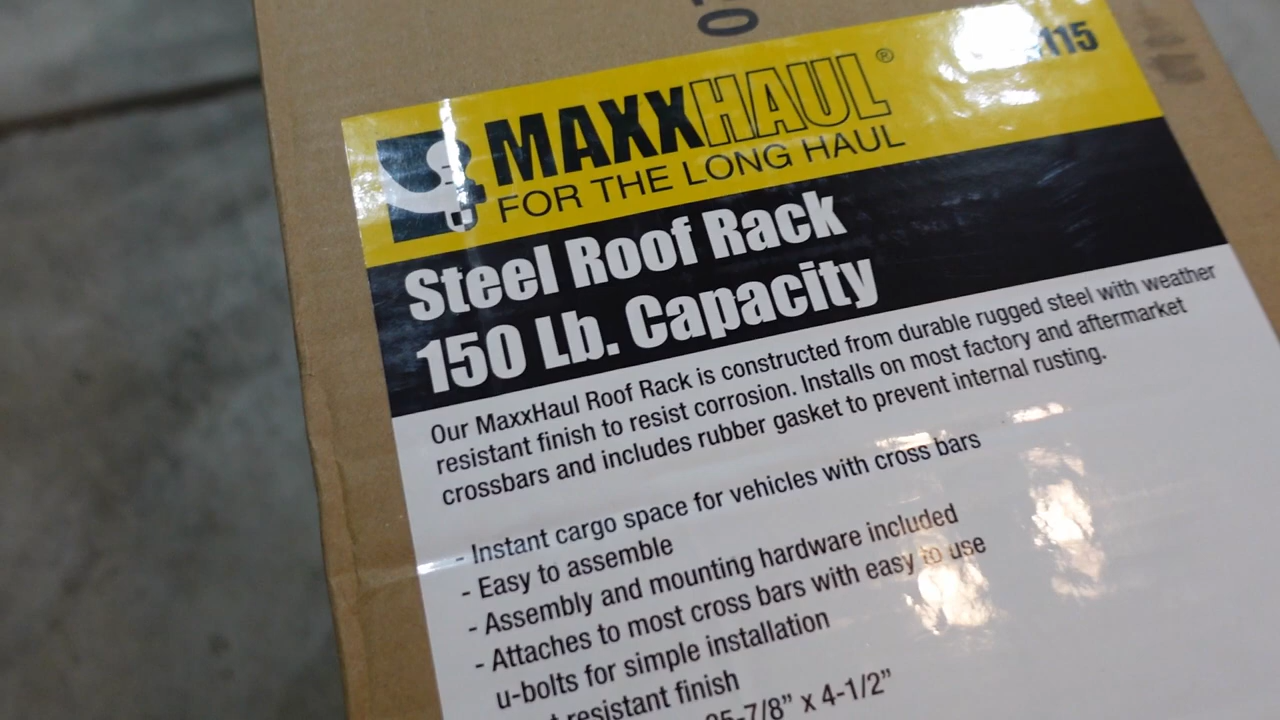 115
MAXXHAUL®
FOR THE LONG HAUL
Steel Roof Rack
150 Lb. Capacity
Our MaxxHaul Roof Rack is constructed from durable rugged steel with weather
resistant finish to resist corrosion. Installs on most factory and aftermarket
crossbars and includes rubber gasket to prevent internal rusting.
- Instant cargo space for vehicles with cross bars
- Easy to assemble
- Assembly and mounting hardware included
- Attaches to most cross bars with easy to use
u-bolts for simple installation
resistant finish
-7/8” x 4-1/2”